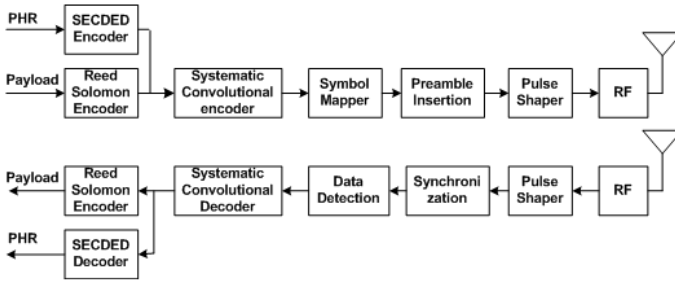 PHR
SECDED
Encoder
Payload
Reed
Solomon
Encoder
Systematic
Convolutional
encoder
Symbol
Mapper
Preamble
Insertion
Pulse
Shaper
RF
Payload
Reed
Solomon
Encoder
Systematic
Convolutional
Decoder
Data
Detection
Synchroni
zation
Pulse
Shaper
RF
PHR
SECDED
Decoder